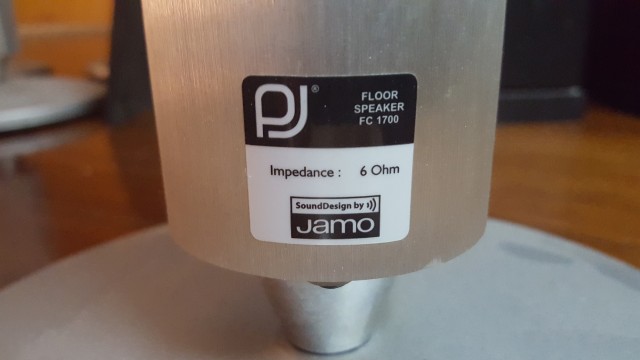 PJ®
FLOOR
SPEAKER
FC 1700
Impedance : 6 Ohm
SoundDesign by
Jamo